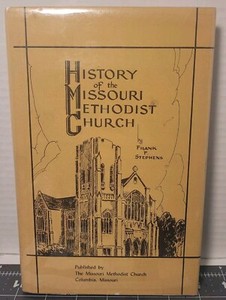 HISTORY
of the
MISSOURI
METHODIST
CHURCH
by
FRANK
F.
STEPHENS
Published by
The Missouri Methodist Church
Columbia, Missouri